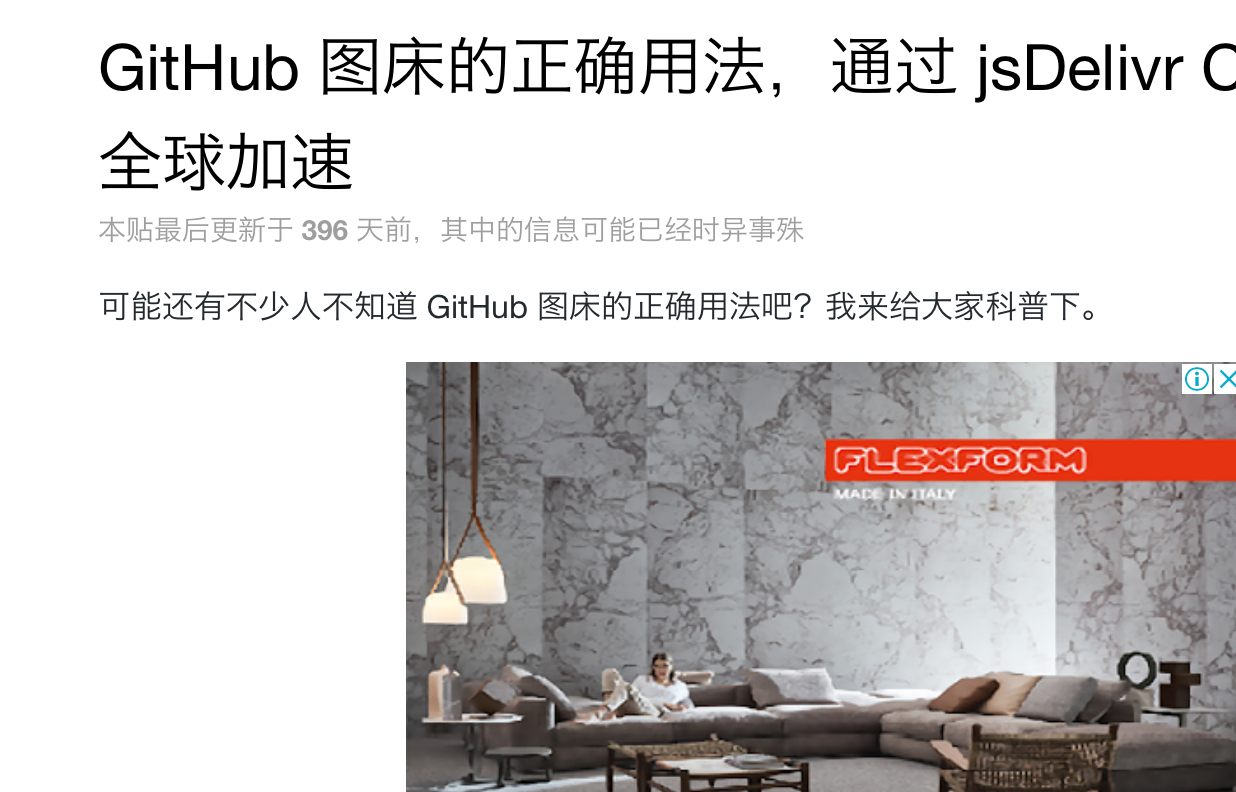 GitHub 图床的正确用法，通过 jsDelivr C
全球加速
本贴最后更新于 396 天前，其中的信息可能已经时异事殊
可能还有不少人不知道 GitHub 图床的正确用法吧？我来给大家科普下。
FLEXFORM
MADE IN ITALY